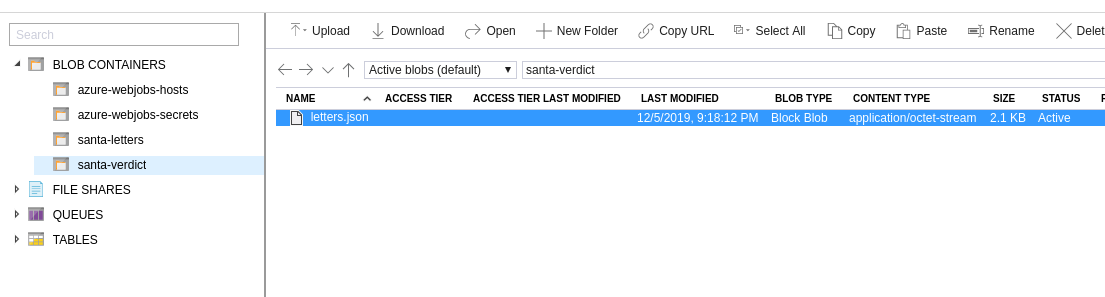 Upload Download Open New Folder Copy URL Select All Copy Paste Rename Delet
Search
BLOB CONTAINERS
azure-webjobs-hosts
azure-webjobs-secrets
santa-letters
santa-verdict
FILE SHARES
QUEUES
TABLES
Active blobs (default) santa-verdict
NAME ACCESS TIER ACCESS TIER LAST MODIFIED LAST MODIFIED BLOB TYPE CONTENT TYPE SIZE STATUS
letters.json 12/5/2019, 9:18:12 PM Block Blob application/octet-stream 2.1 KB Active